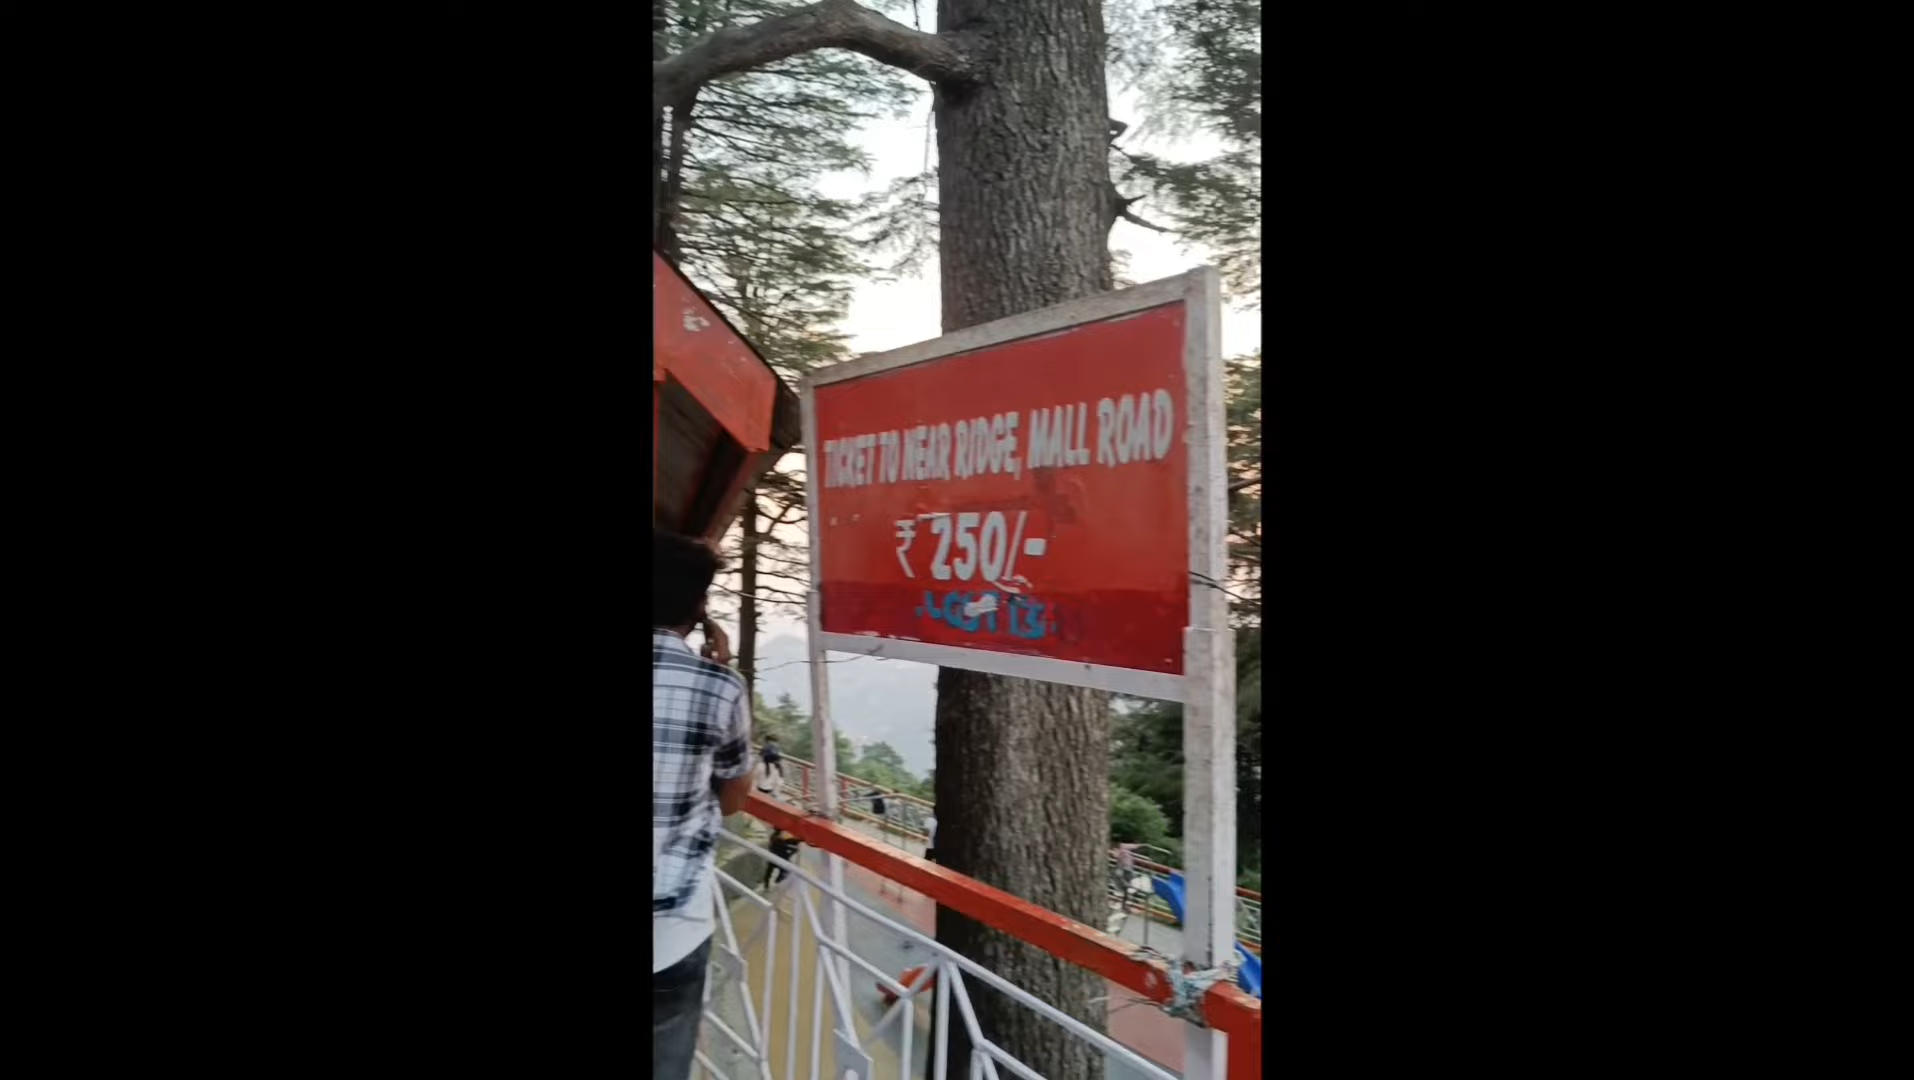 TICKET TO NEAR RIDGE, MALL ROAD
₹ 250/-